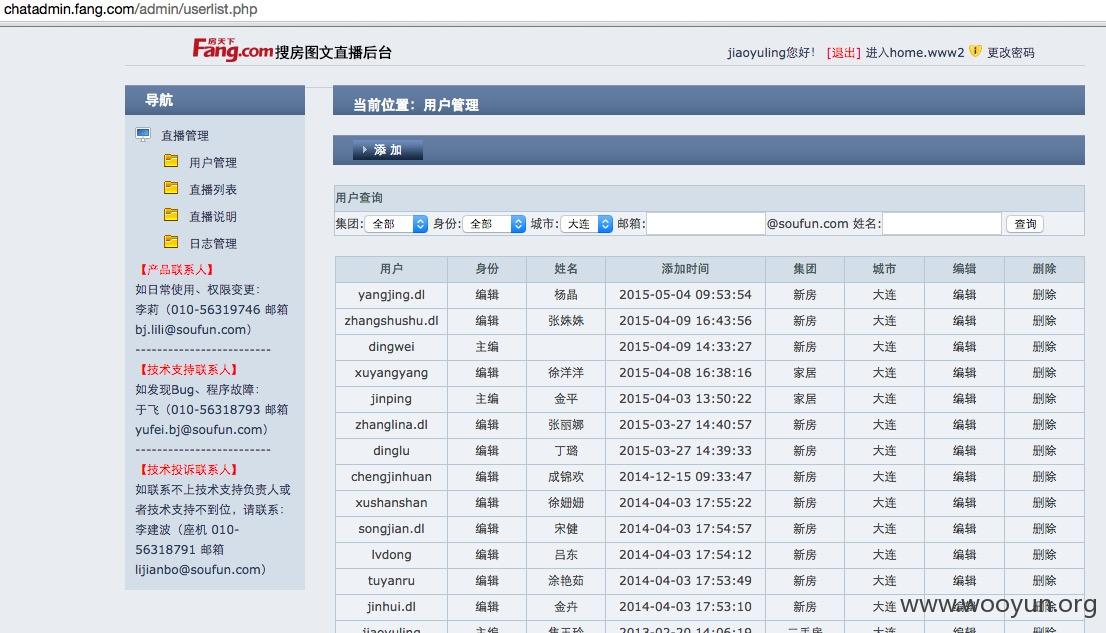 chatadmin.fang.com/admin/userlist.php
房天下
Fang.com 搜房图文直播后台
jiaoyuling您好! [退出] 进入home.www2 更改密码
导航
直播管理
用户管理
直播列表
直播说明
日志管理
【产品联系人】
如日常使用、权限变更:
李莉（010-56319746 邮箱
bj.lili@soufun.com）
-------------------------
【技术支持联系人】
如发现Bug、程序故障:
于飞（010-56318793 邮箱
yufei.bj@soufun.com）
-------------------------
【技术投诉联系人】
如联系不上技术支持负责人或
者技术支持不到位，请联系:
李建波（座机 010-
56318791 邮箱
lijianbo@soufun.com）
当前位置：用户管理
添 加
用户查询
集团: 全部 身份: 全部 城市: 大连 邮箱: @soufun.com 姓名: 查询
用户 身份 姓名 添加时间 集团 城市 编辑 删除
yangjing.dl 编辑 杨晶 2015-05-04 09:53:54 新房 大连 编辑 删除
zhangshushu.dl 编辑 张姝姝 2015-04-09 16:43:56 新房 大连 编辑 删除
dingwei 主编 2015-04-09 14:33:27 新房 大连 编辑 删除
xuyangyang 编辑 徐洋洋 2015-04-08 16:38:16 家居 大连 编辑 删除
jinping 主编 金平 2015-04-03 13:50:22 家居 大连 编辑 删除
zhanglina.dl 编辑 张丽娜 2015-03-27 14:40:57 新房 大连 编辑 删除
dinglu 编辑 丁璐 2015-03-27 14:39:33 新房 大连 编辑 删除
chengjinhuan 编辑 成锦欢 2014-12-15 09:33:47 新房 大连 编辑 删除
xushanshan 编辑 徐姗姗 2014-04-03 17:55:22 新房 大连 编辑 删除
songjian.dl 编辑 宋健 2014-04-03 17:54:57 新房 大连 编辑 删除
lvdong 编辑 吕东 2014-04-03 17:54:12 新房 大连 编辑 删除
tuyanru 编辑 涂艳茹 2014-04-03 17:53:49 新房 大连 编辑 删除
jinhui.dl 编辑 金卉 2014-04-03 17:53:10 新房 大连 编辑 删除
jiaoyuling 主编 焦玉玲 2013-02-20 14:06:19 二手房 大连 编辑 删除
www.wooyun.org